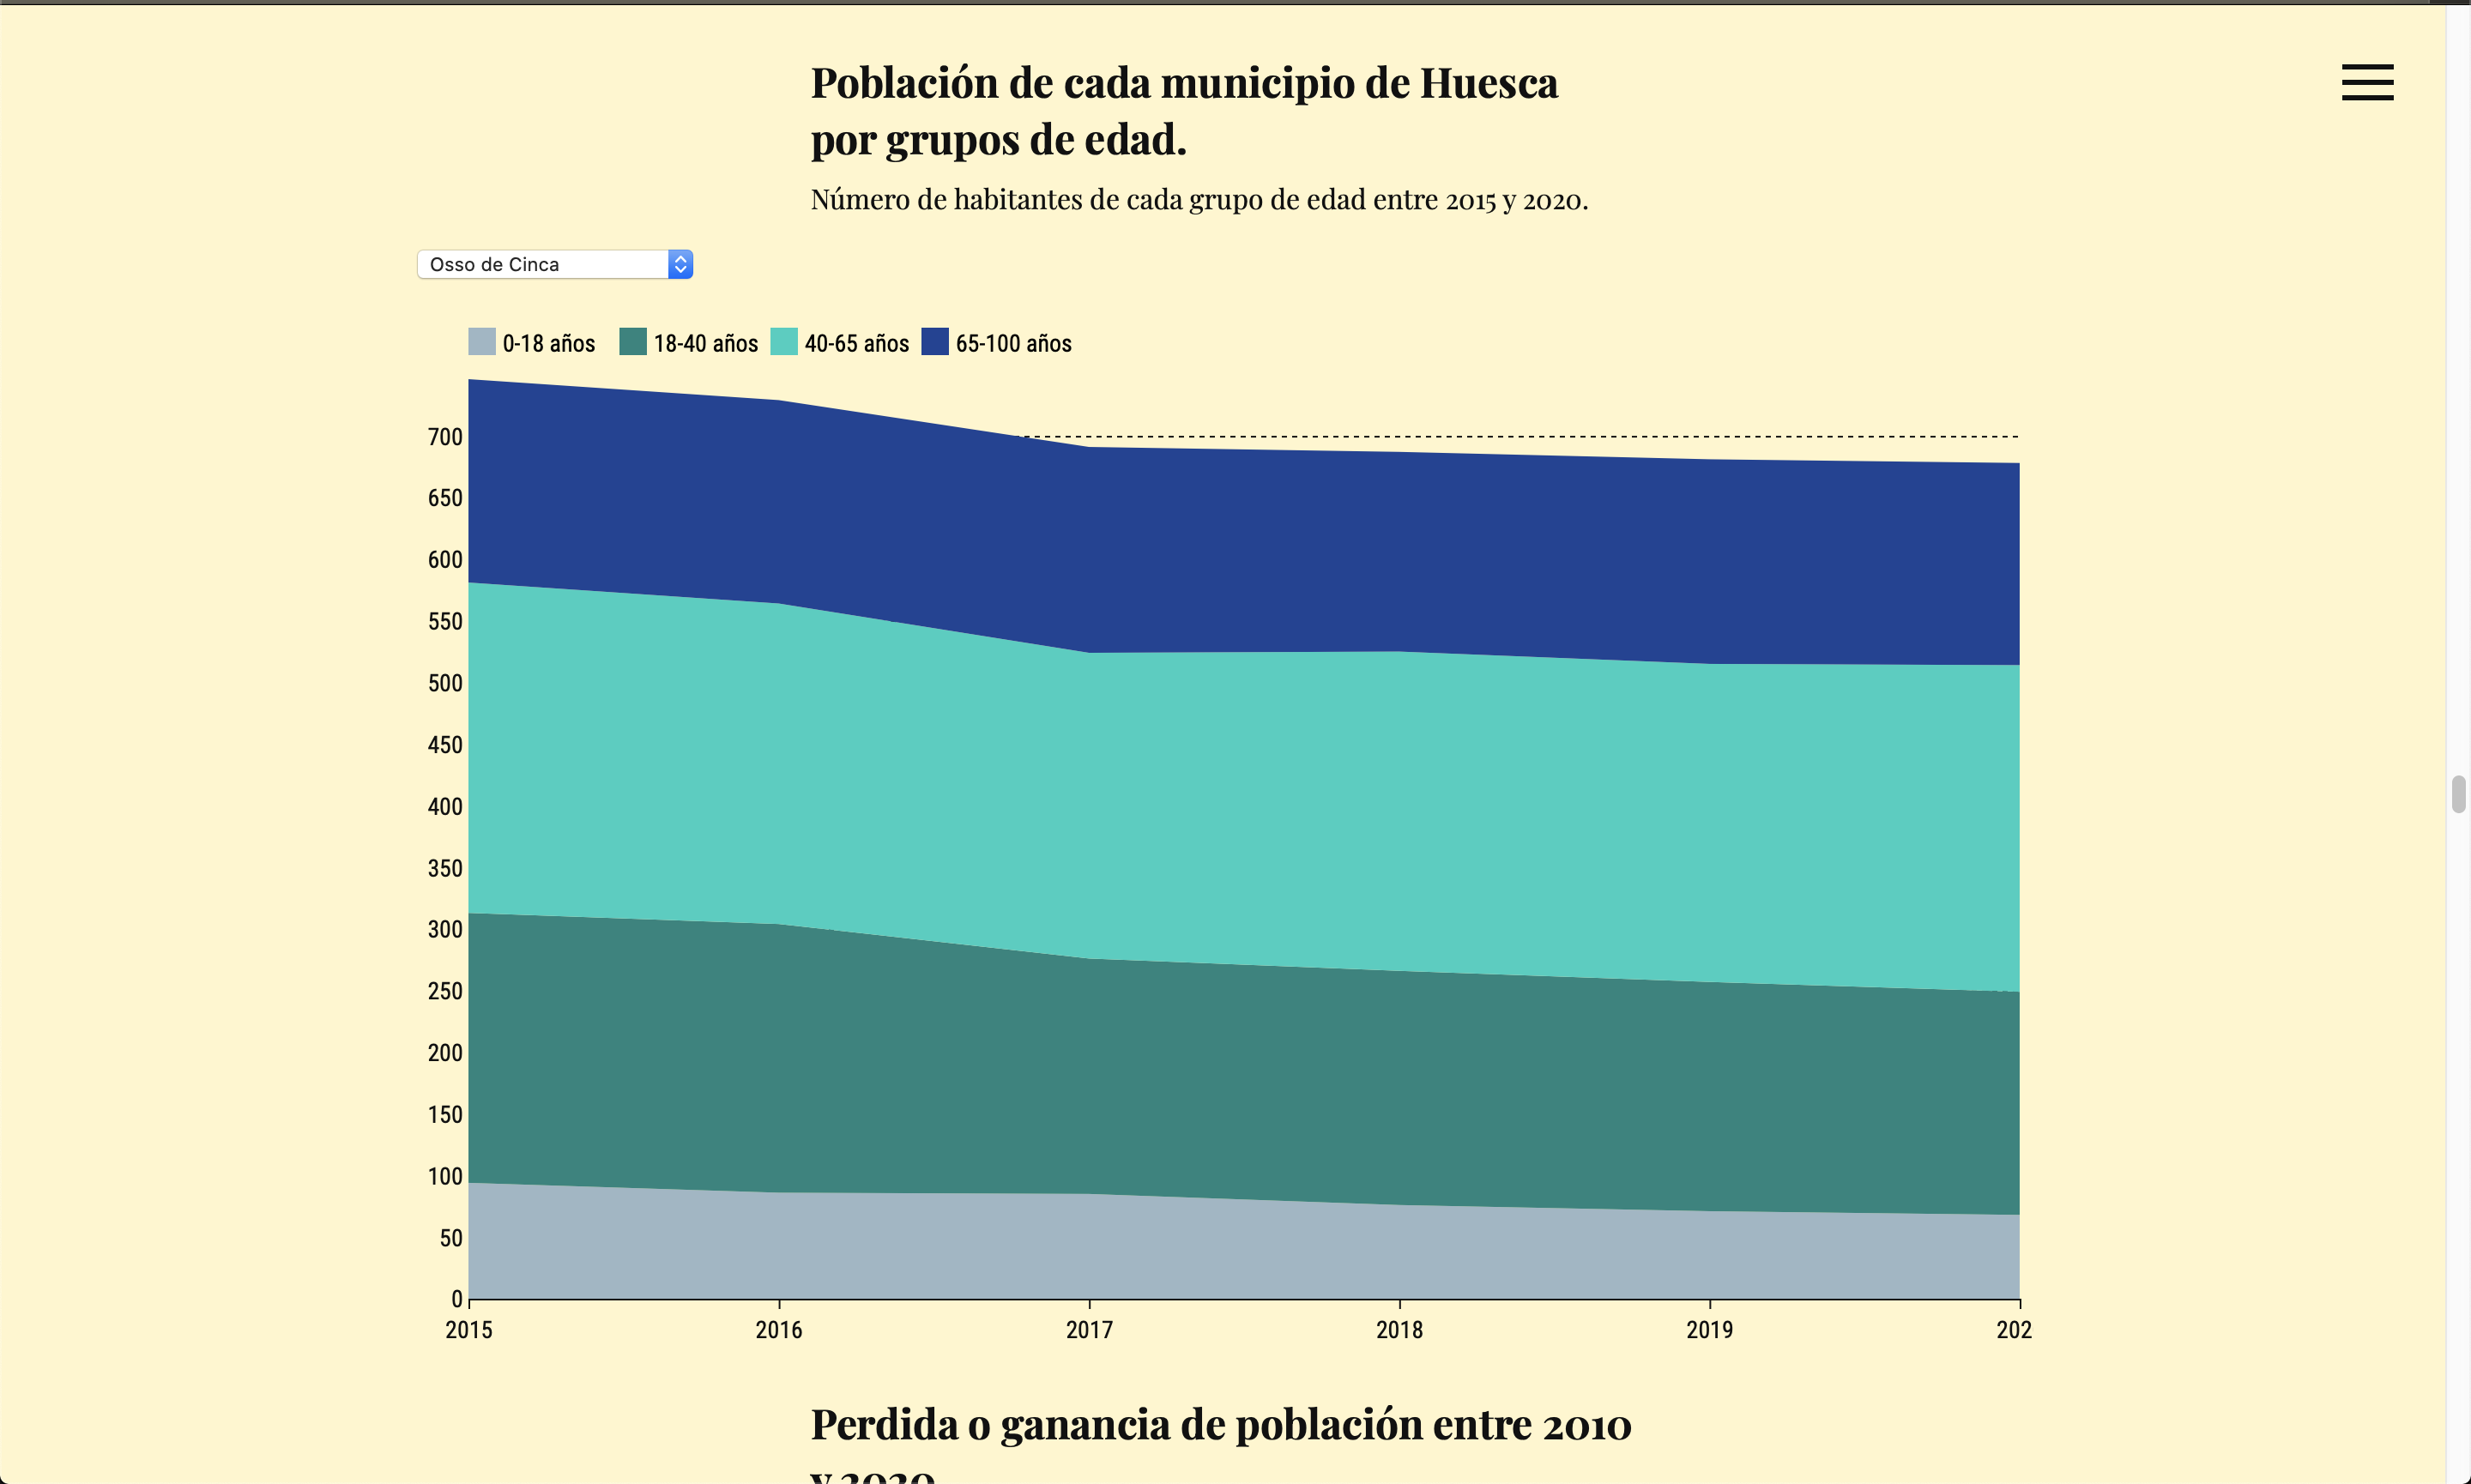 Población de cada municipio de Huesca
por grupos de edad.
Número de habitantes de cada grupo de edad entre 2015 y 2020.
Osso de Cinca
0-18 años 18-40 años 40-65 años 65-100 años
700
650
600
550
500
450
400
350
300
250
200
150
100
50
0
2015 2016 2017 2018 2019 202
Perdida o ganancia de población entre 2010
y 2020